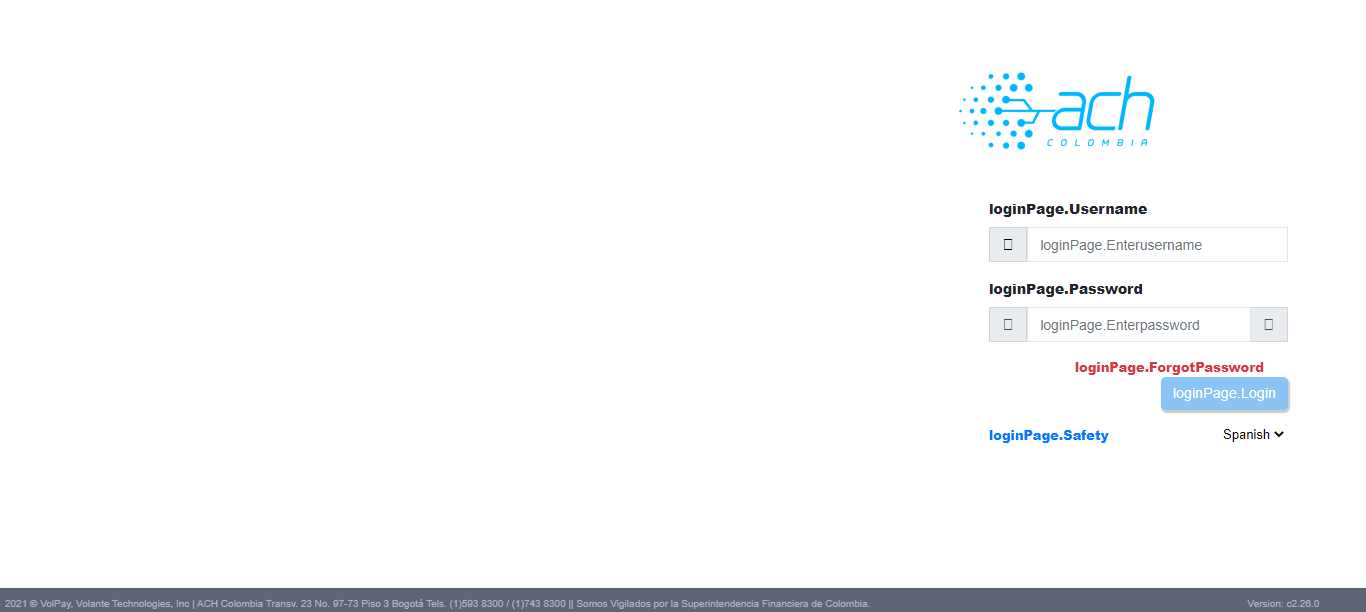 ach
COLOMBIA
loginPage.Username
loginPage.Enterusername
loginPage.Password
loginPage.Enterpassword
loginPage.ForgotPassword
loginPage.Login
loginPage.Safety
Spanish
2021 © VolPay, Volante Technologies, Inc | ACH Colombia Transv. 23 No. 97-73 Piso 3 Bogotá Tels. (1)593 8300 / (1)743 8300 || Somos Vigilados por la Superintendencia Financiera de Colombia.
Version: c2.26.0